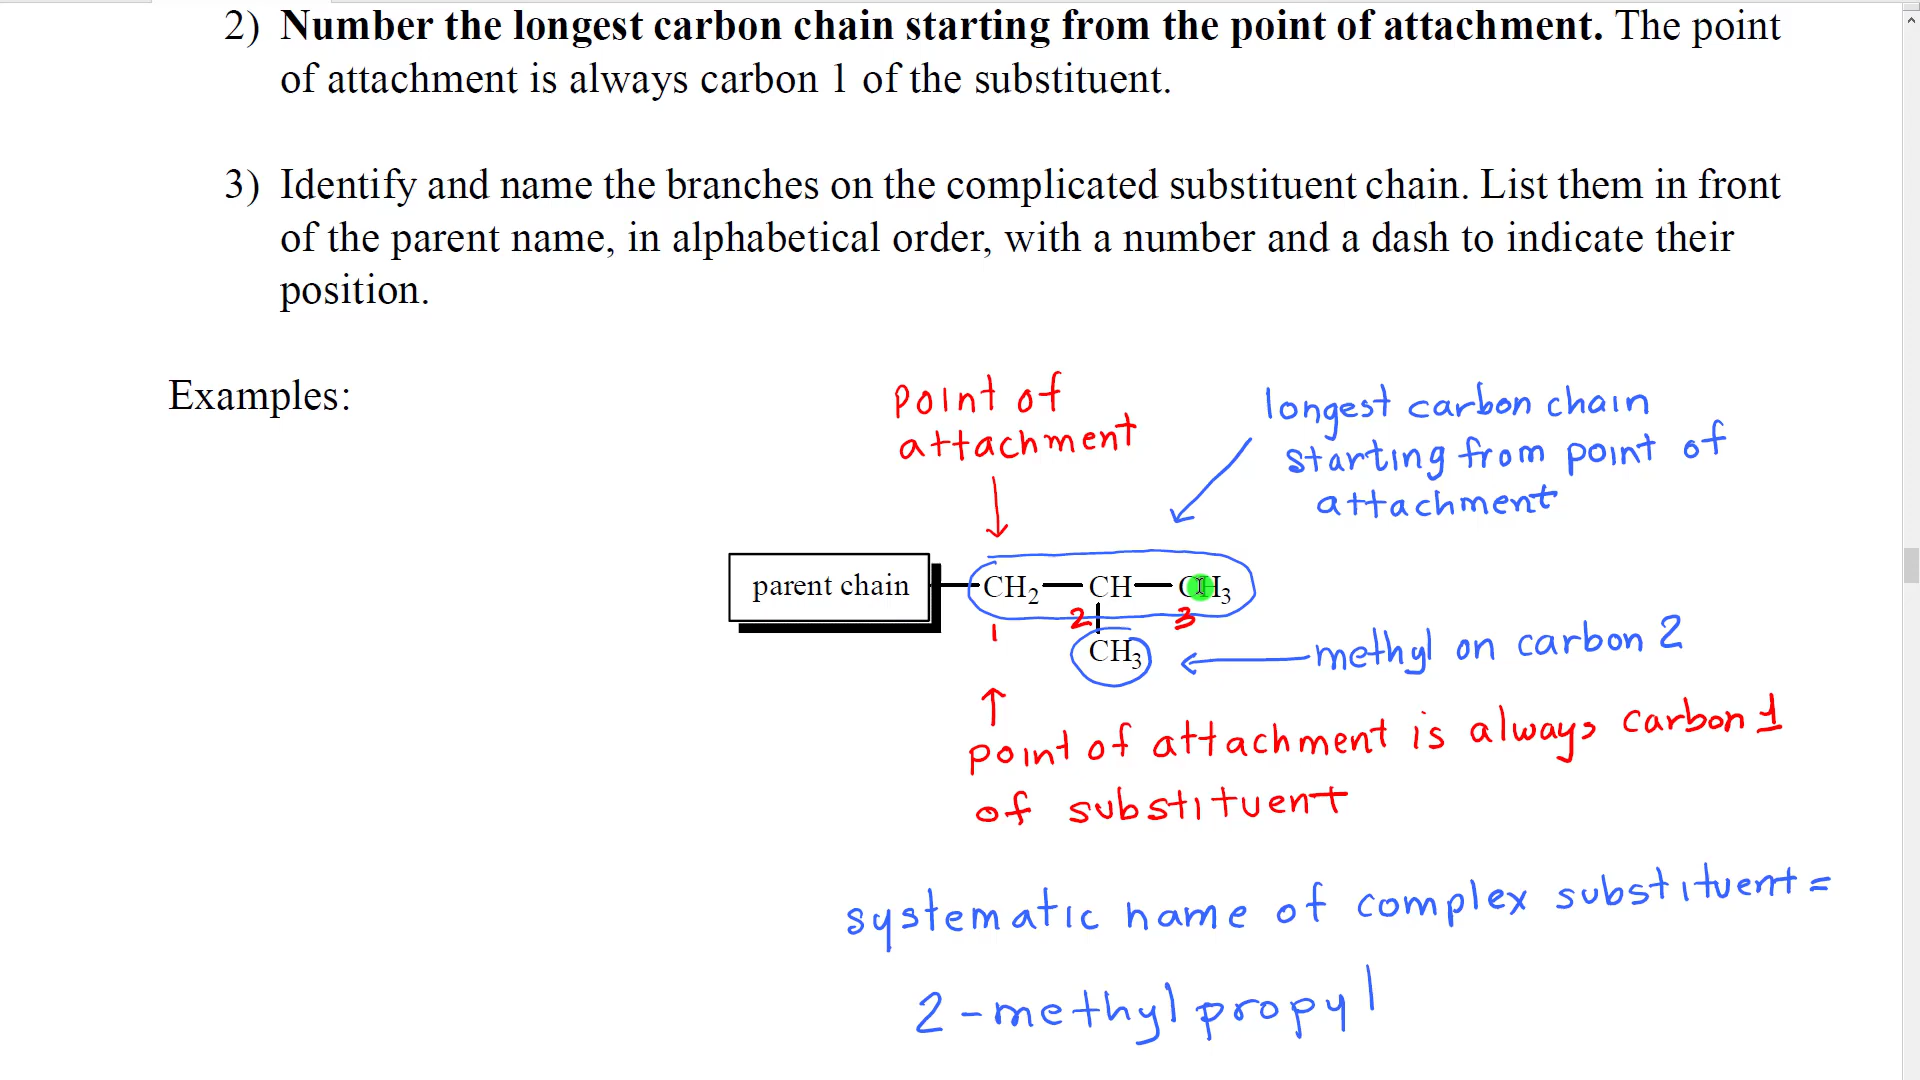 2) Number the longest carbon chain starting from the point of attachment. The point
of attachment is always carbon 1 of the substituent.
3) Identify and name the branches on the complicated substituent chain. List them in front
of the parent name, in alphabetical order, with a number and a dash to indicate their
position.
Examples:
point of
attachment
longest carbon chain
starting from point of
attachment
parent chain CH₂ CH CH₃
1 2 3
CH₃
methyl on carbon 2
point of attachment is always carbon 1
of substituent
systematic name of complex substituent =
2-methylpropyl